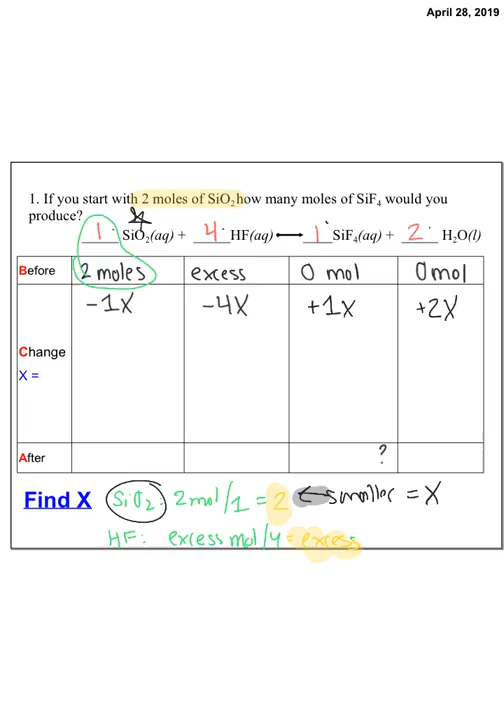 April 28, 2019
1. If you start with 2 moles of SiO₂ how many moles of SiF₄ would you
produce?
1 SiO₂(aq) + 4 HF(aq) ⟷ 1 SiF₄(aq) + 2 H₂O(l)
Before 2 moles excess 0 mol 0 mol
-1X -4X +1X +2X
Change
X =
After ?
Find X SiO₂: 2mol/1 = 2 ← smaller = X
HF: excess mol/4 = excess